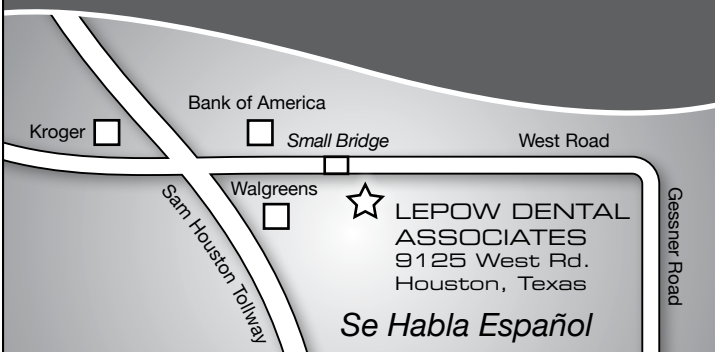 Bank of America
Kroger
Small Bridge
West Road
Walgreens
Sam Houston Tollway
Gessner Road
LEPOW DENTAL
ASSOCIATES
9125 West Rd.
Houston, Texas
Se Habla Español